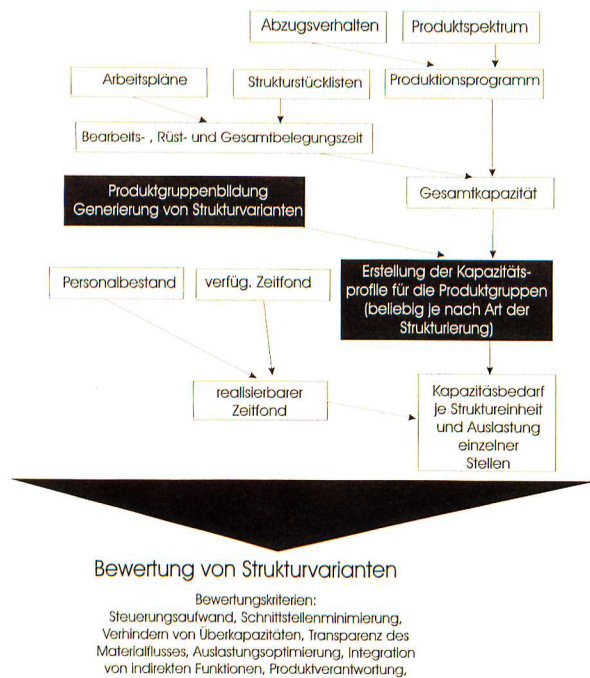 Abzugsverhalten
Produktspektrum
Arbeitspläne
Strukturstücklisten
Produktionsprogramm
Bearbeits- , Rüst- und Gesamtbelegungszeit
Produktgruppenbildung
Generierung von Strukturvarianten
Gesamtkapazität
Personalbestand
verfüg. Zeitfond
Erstellung der Kapazitäts-
profile für die Produktgruppen
(beliebig je nach Art der
Strukturierung)
realisierbarer
Zeitfond
Kapazitäsbedarf
je Struktureinheit
und Auslastung
einzelner
Stellen
Bewertung von Strukturvarianten
Bewertungskriterien:
Steuerungsaufwand, Schnittstellenminimierung,
Verhindern von Überkapazitäten, Transparenz des
Materialflusses, Auslastungsoptimierung, Integration
von indirekten Funktionen, Produktverantwortung,